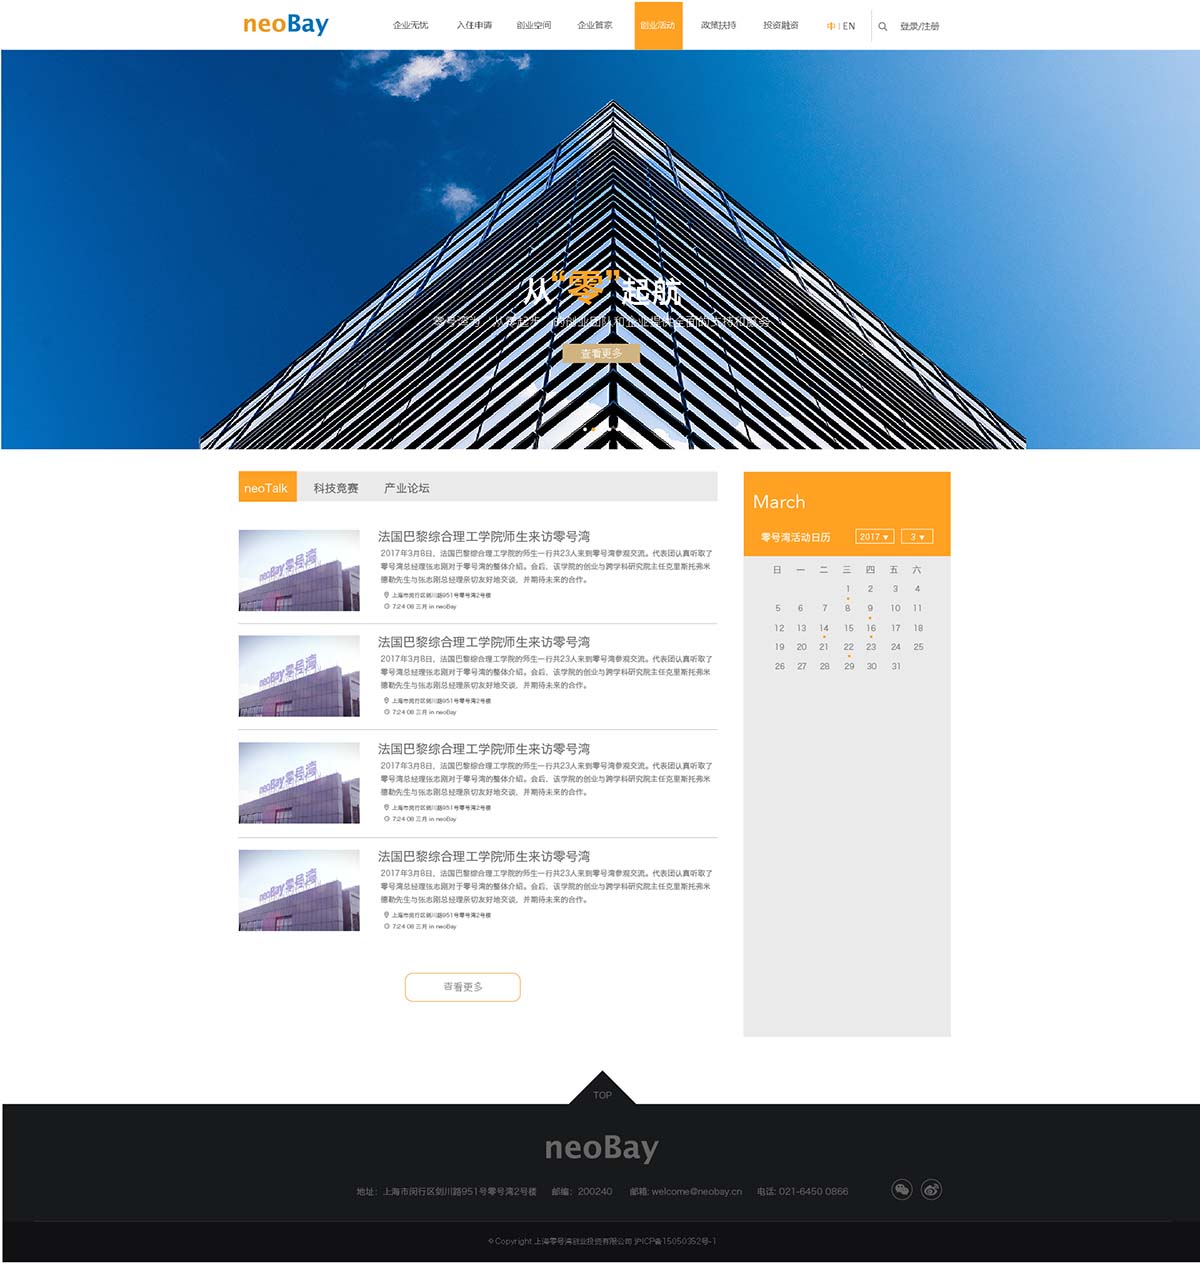 neoBay
企业无忧 入住申请 创业空间 企业管家 创业活动 政策扶持 投资融资 中 | EN 登录/注册
从“零”起航
查看更多
neoTalk 科技竞赛 产业论坛
法国巴黎综合理工学院师生来访零号湾
2017年3月8日，法国巴黎综合理工学院的师生一行共23人来到零号湾参观交流。代表团认真听取了
零号湾总经理张志刚对于零号湾的整体介绍。会后，该学院的创业与跨学科研究院主任克里斯托弗米
德勒先生与张志刚总经理亲切友好地交谈，并期待未来的合作。
上海市闵行区剑川路951号零号湾2号楼
7:24 08 三月 in neoBay
法国巴黎综合理工学院师生来访零号湾
2017年3月8日，法国巴黎综合理工学院的师生一行共23人来到零号湾参观交流。代表团认真听取了
零号湾总经理张志刚对于零号湾的整体介绍。会后，该学院的创业与跨学科研究院主任克里斯托弗米
德勒先生与张志刚总经理亲切友好地交谈，并期待未来的合作。
上海市闵行区剑川路951号零号湾2号楼
7:24 08 三月 in neoBay
法国巴黎综合理工学院师生来访零号湾
2017年3月8日，法国巴黎综合理工学院的师生一行共23人来到零号湾参观交流。代表团认真听取了
零号湾总经理张志刚对于零号湾的整体介绍。会后，该学院的创业与跨学科研究院主任克里斯托弗米
德勒先生与张志刚总经理亲切友好地交谈，并期待未来的合作。
上海市闵行区剑川路951号零号湾2号楼
7:24 08 三月 in neoBay
法国巴黎综合理工学院师生来访零号湾
2017年3月8日，法国巴黎综合理工学院的师生一行共23人来到零号湾参观交流。代表团认真听取了
零号湾总经理张志刚对于零号湾的整体介绍。会后，该学院的创业与跨学科研究院主任克里斯托弗米
德勒先生与张志刚总经理亲切友好地交谈，并期待未来的合作。
上海市闵行区剑川路951号零号湾2号楼
7:24 08 三月 in neoBay
查看更多
March
零号湾活动日历 2017 ▼ 3 ▼
日 一 二 三 四 五 六
1 2 3 4
5 6 7 8 9 10 11
12 13 14 15 16 17 18
19 20 21 22 23 24 25
26 27 28 29 30 31
TOP
neoBay
地址：上海市闵行区剑川路951号零号湾2号楼 邮编：200240 邮箱: welcome@neobay.cn 电话: 021-6450 0866
© Copyright 上海零号湾创业投资有限公司 沪ICP备15050352号-1